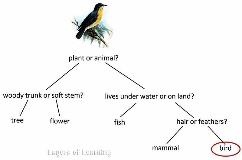 plant or animal?
woody trunk or soft stem?
lives under water or on land?
tree
flower
fish
hair or feathers?
mammal
bird
Layers of Learning